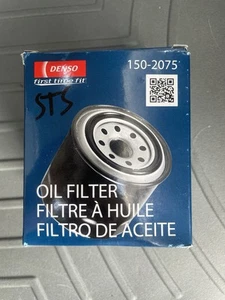 DENSO
first time fit
150-2075
STS
OIL FILTER
FILTRE À HUILE
FILTRO DE ACEITE